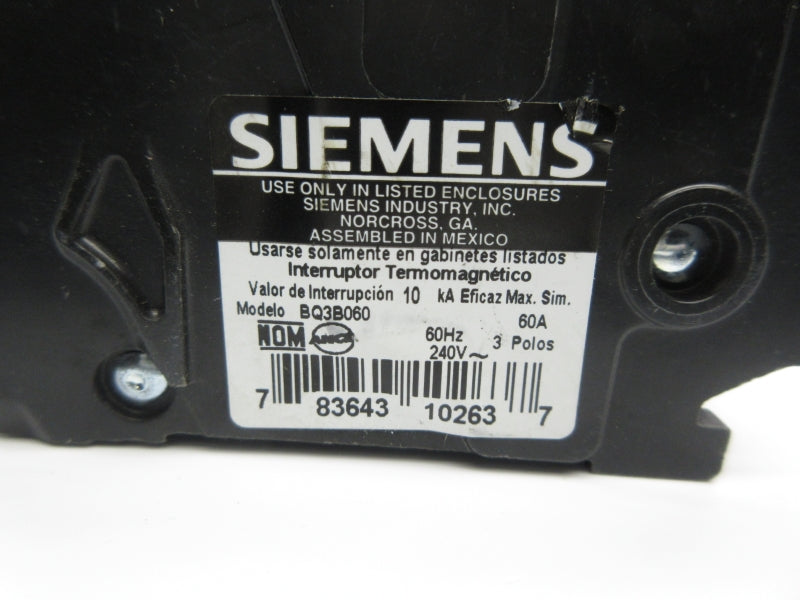 SIEMENS
USE ONLY IN LISTED ENCLOSURES
SIEMENS INDUSTRY, INC.
NORCROSS, GA.
ASSEMBLED IN MEXICO
Usarse solamente en gabinetes listados
Interruptor Termomagnético
Valor de Interrupción 10 kA Eficaz Max. Sim.
Modelo BQ3B060 60A
NOM ANCE 60Hz 3 Polos
240V~
7 83643 10263 7